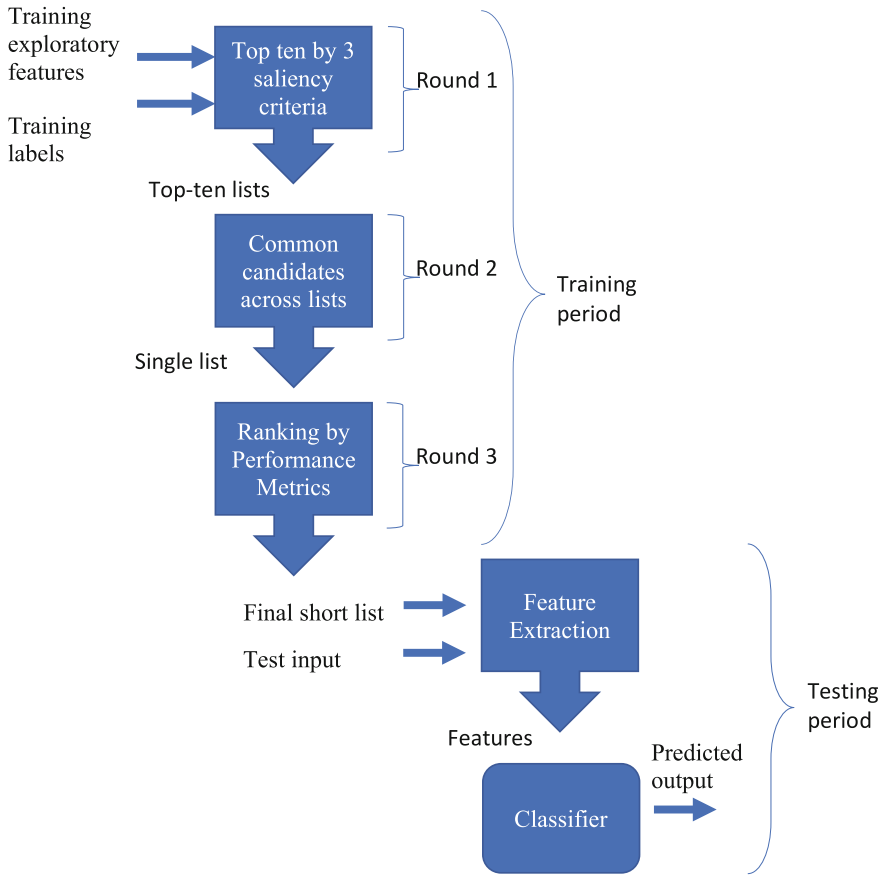 Training
exploratory
features
Training
labels
Top ten by 3
saliency
criteria
Round 1
Top-ten lists
Common
candidates
across lists
Round 2
Single list
Ranking by
Performance
Metrics
Round 3
Training
period
Final short list
Test input
Feature
Extraction
Features
Classifier
Predicted
output
Testing
period